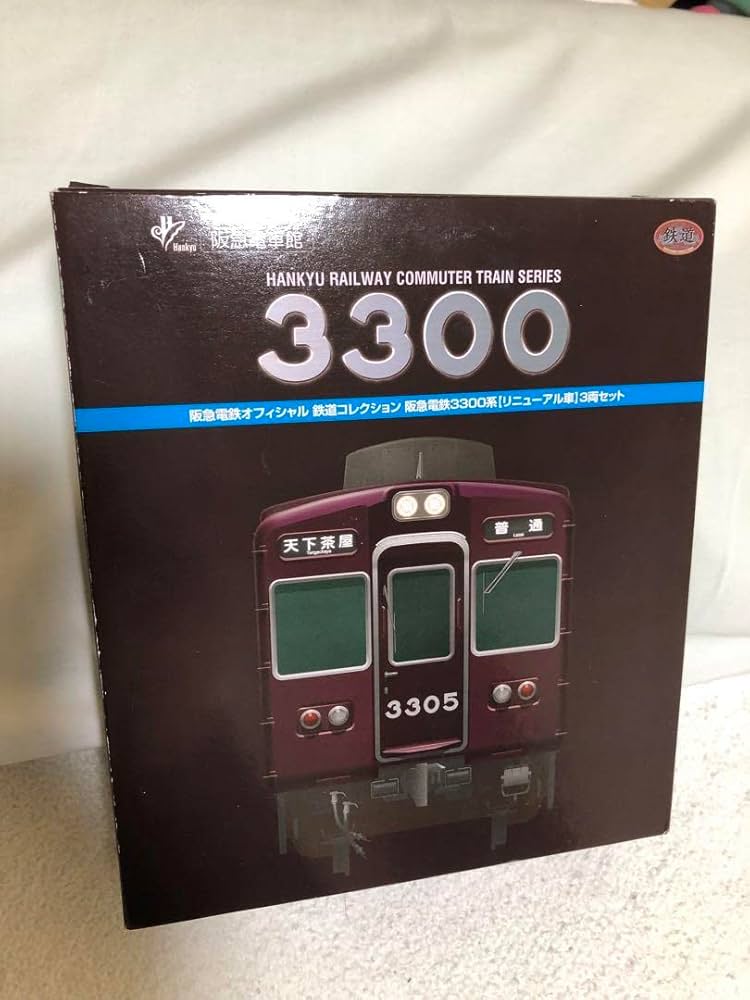 Hankyu 阪急電車館
鉄道
HANKYU RAILWAY COMMUTER TRAIN SERIES
3300
阪急電鉄オフィシャル 鉄道コレクション 阪急電鉄3300系[リニューアル車]3両セット
天下茶屋 普通
Tengachaya Local
3305